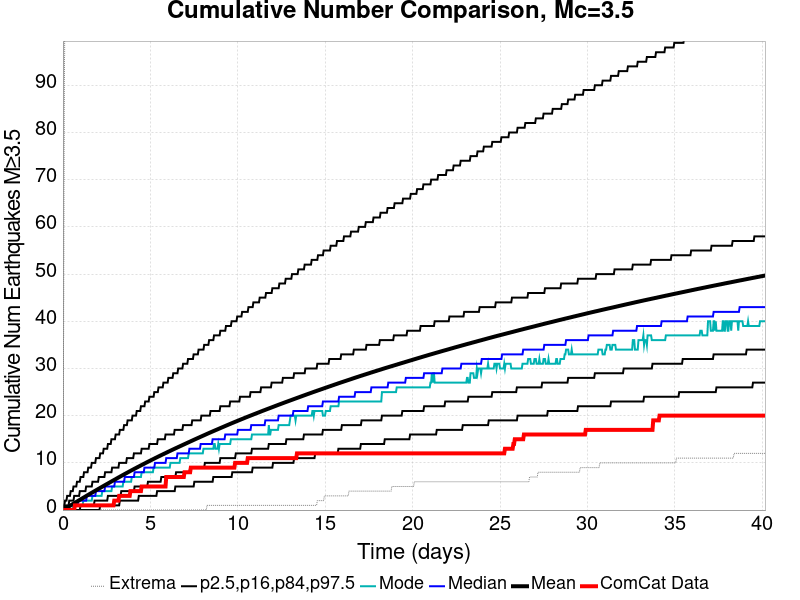 Cumulative Number Comparison, Mc=3.5
Cumulative Num Earthquakes M≥3.5
90
80
70
60
50
40
30
20
10
0
0 5 10 15 20 25 30 35 40
Time (days)
Extrema p2.5,p16,p84,p97.5 Mode Median Mean ComCat Data